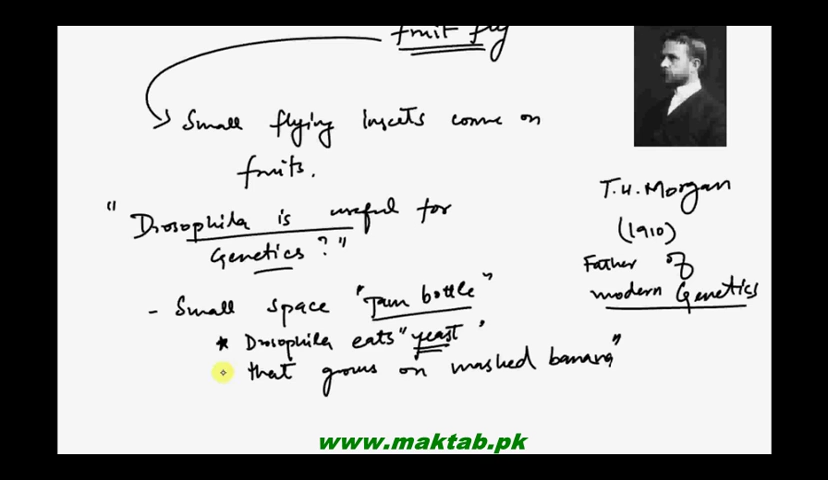 fruit fly
Small flying Insects come on
fruits.
"Drosophila is useful for
Genetics?"
- Small space "Jam bottle"
* Drosophila eats "yeast"
that grows on mashed banana"
T.H. Morgan
(1910)
Father of
modern Genetics
www.maktab.pk